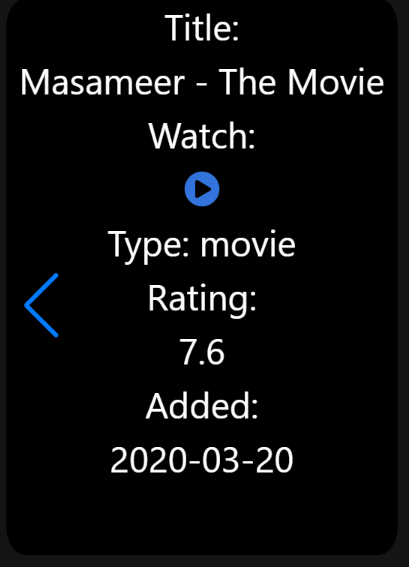 Title:
Masameer - The Movie
Watch:
Type: movie
Rating:
7.6
Added:
2020-03-20